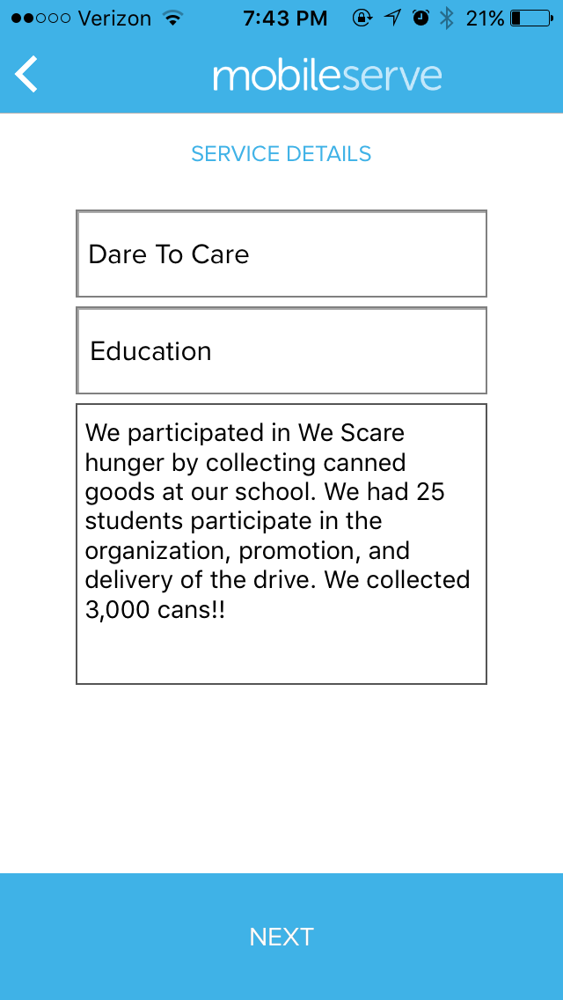 Verizon 7:43 PM 21%
mobileserve
SERVICE DETAILS
Dare To Care
Education
We participated in We Scare
hunger by collecting canned
goods at our school. We had 25
students participate in the
organization, promotion, and
delivery of the drive. We collected
3,000 cans!!
NEXT